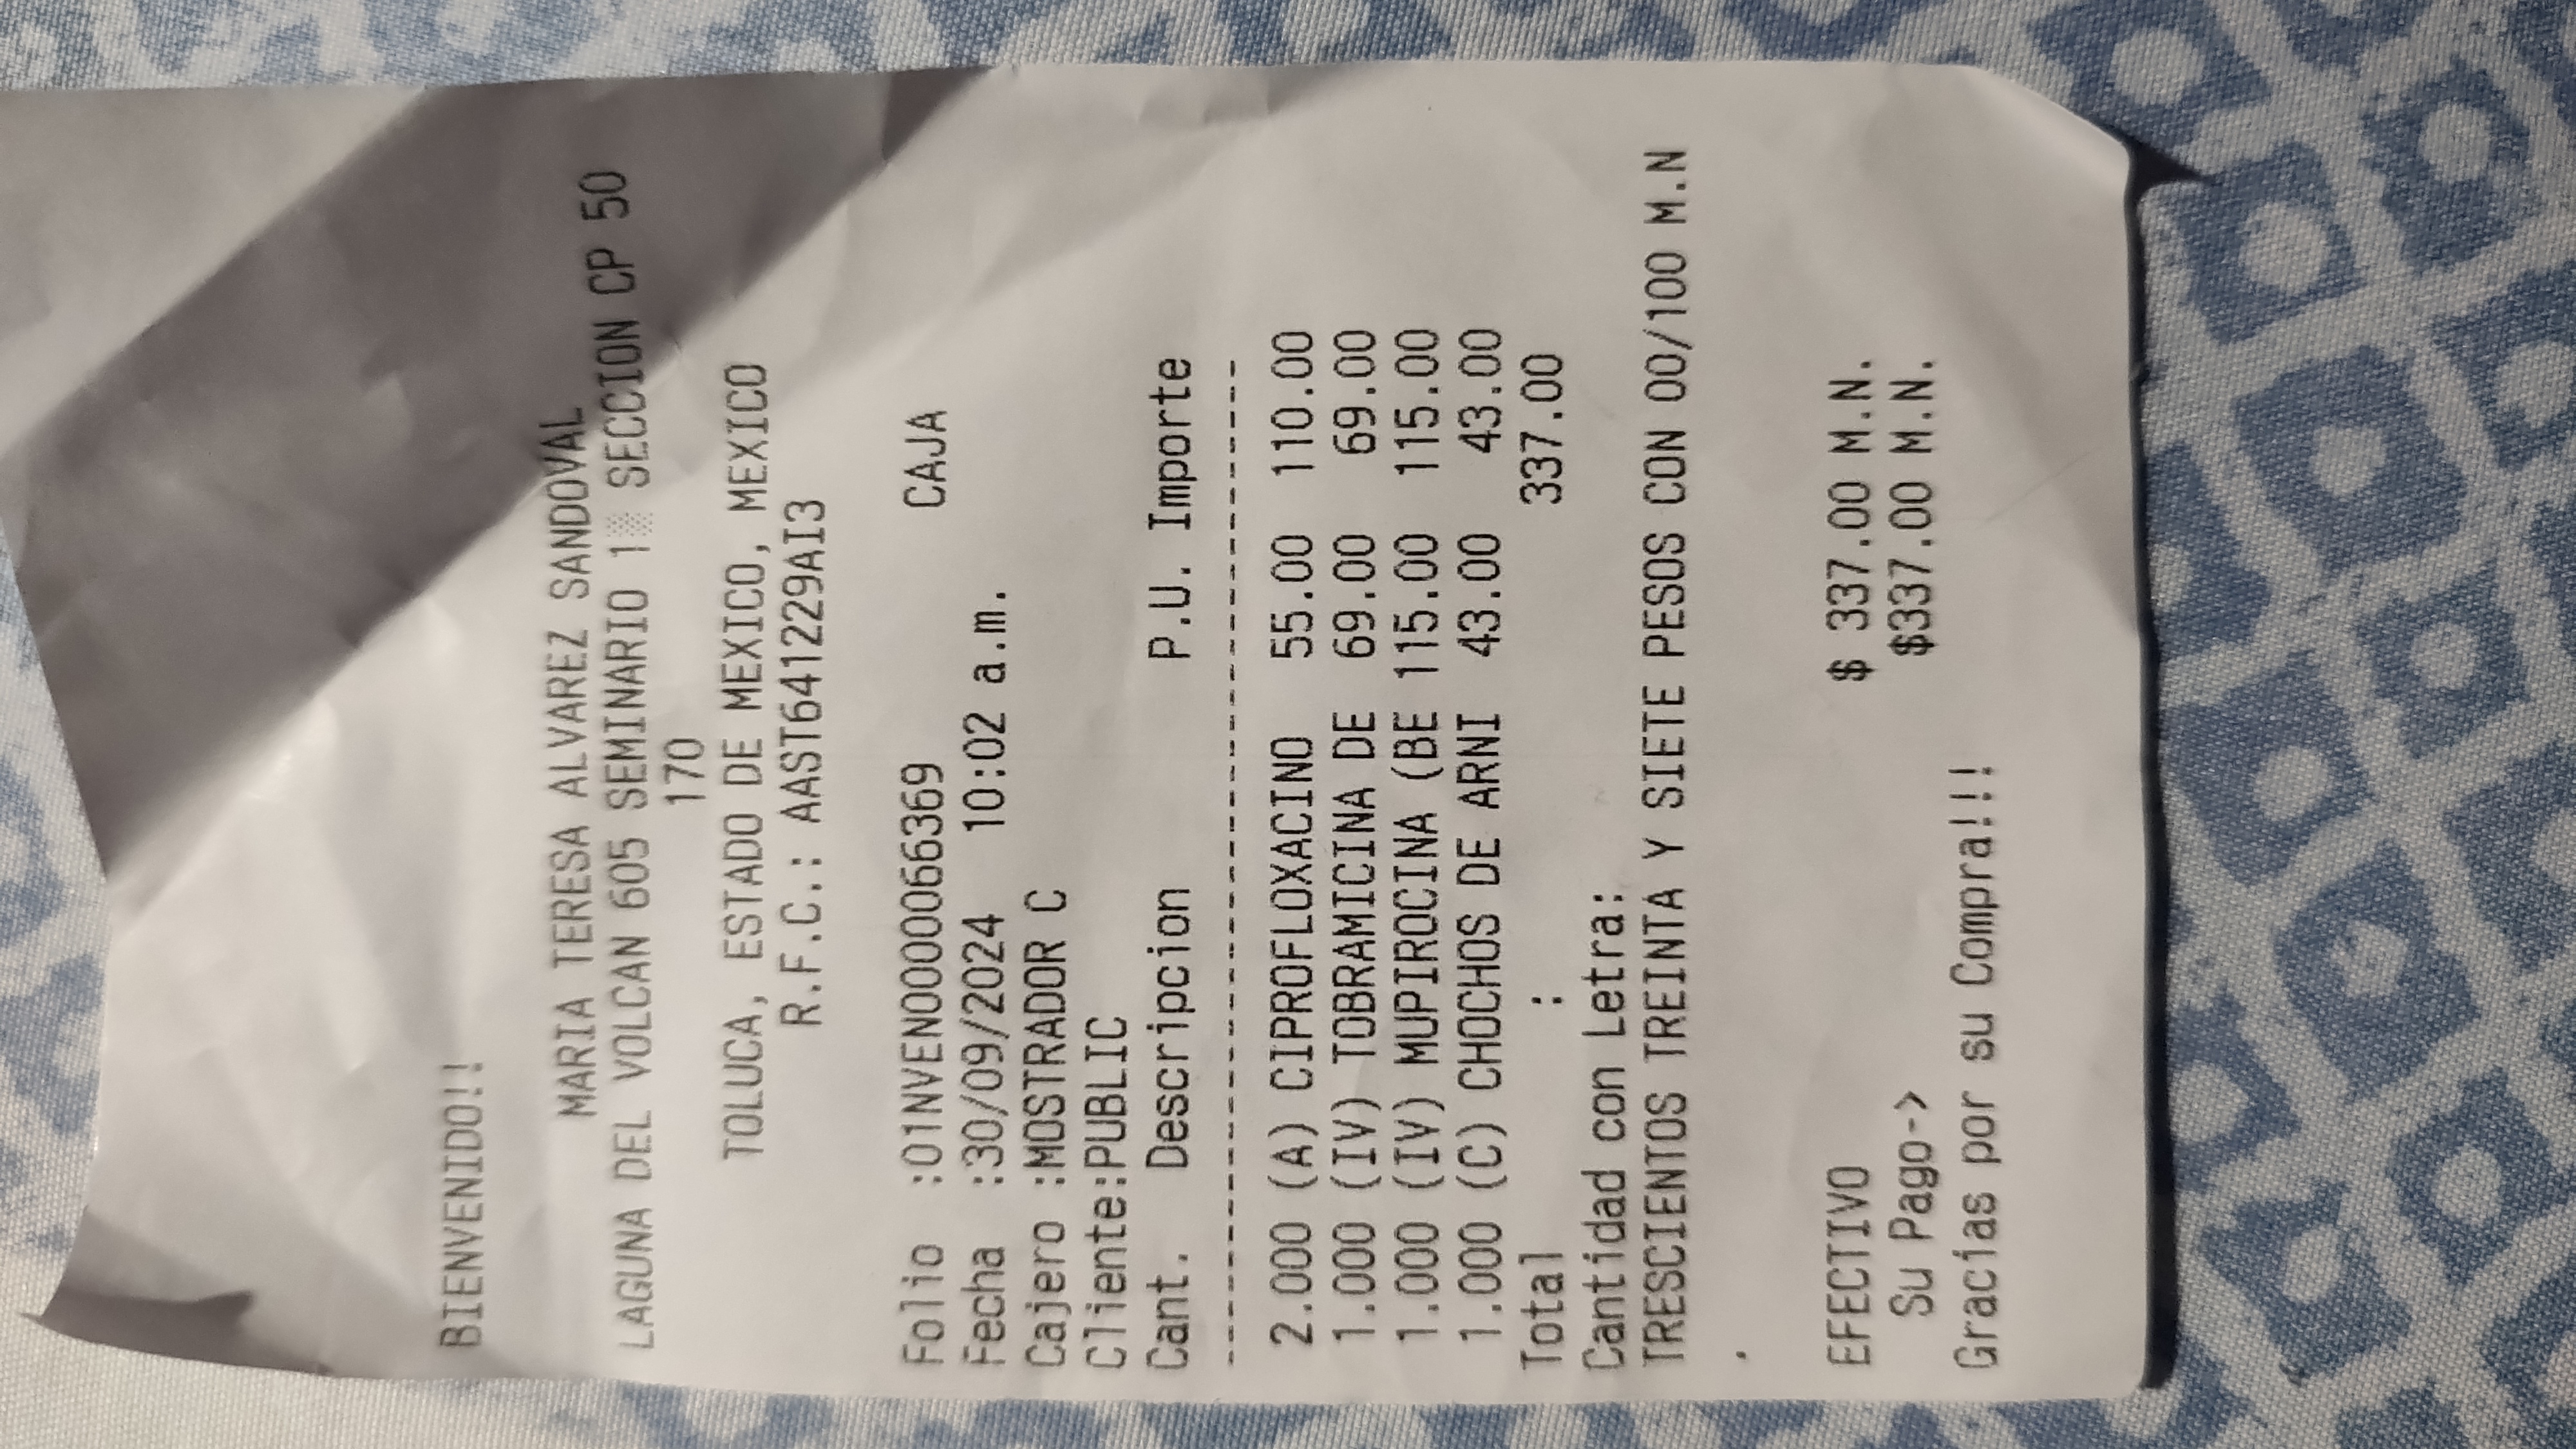 BIENVENIDO!!
MARIA TERESA ALVAREZ SANDOVAL
LAGUNA DEL VOLCAN 605 SEMINARIO 1░ SECCION CP 50
170
TOLUCA, ESTADO DE MEXICO, MEXICO
R.F.C.: AAST641229AI3
Folio :01NVEN000066369 CAJA
Fecha :30/09/2024 10:02 a.m.
Cajero :MOSTRADOR C
Cliente:PUBLIC
Cant. Descripcion P.U. Importe
----------------------------------------
2.000 (A) CIPROFLOXACINO 55.00 110.00
1.000 (IV) TOBRAMICINA DE 69.00 69.00
1.000 (IV) MUPIROCINA (BE 115.00 115.00
1.000 (C) CHOCHOS DE ARNI 43.00 43.00
Total : 337.00
Cantidad con Letra:
TRESCIENTOS TREINTA Y SIETE PESOS CON 00/100 M.N
.
EFECTIVO $ 337.00 M.N.
Su Pago-> $337.00 M.N.
Gracias por su Compra!!!!